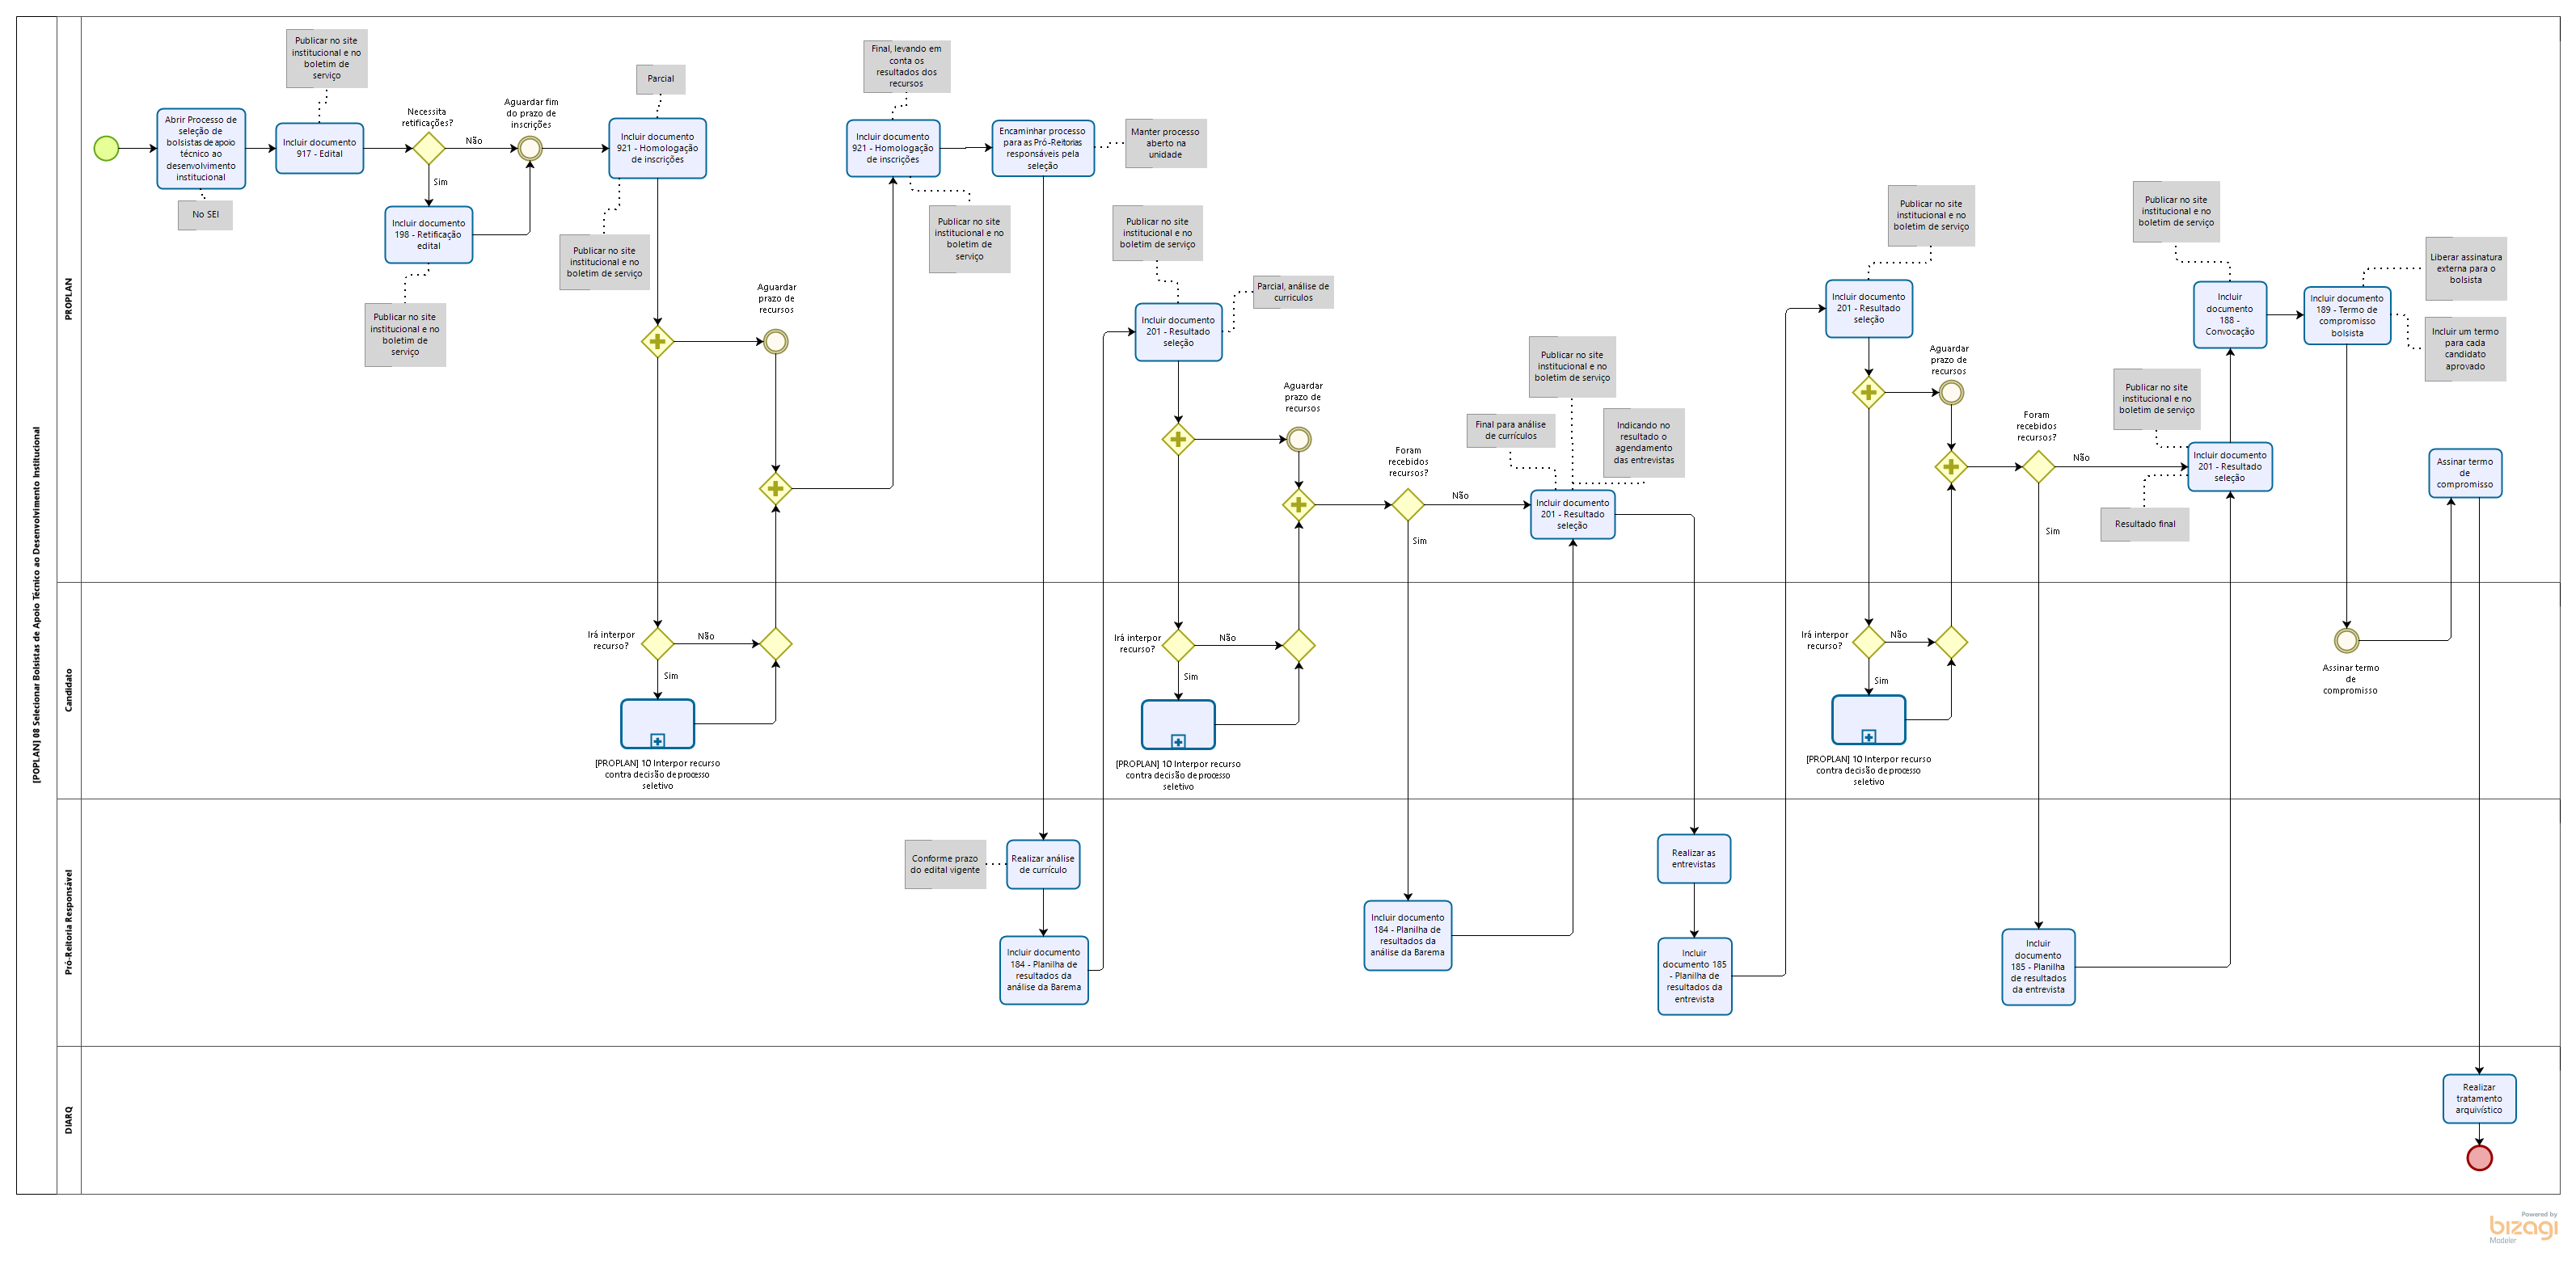 [POPLAN] 08 Selecionar Bolsistas de Apoio Técnico ao Desenvolvimento Institucional
PROPLAN
Abrir Processo de
seleção de
bolsistas de apoio
técnico ao
desenvolvimento
institucional
No SEI
Publicar no site
institucional e no
boletim de
serviço
Incluir documento
917 - Edital
Necessita
retificações?
Não
Sim
Incluir documento
198 - Retificação
edital
Publicar no site
institucional e no
boletim de
serviço
Aguardar fim
do prazo de
inscrições
Parcial
Incluir documento
921 - Homologação
de inscrições
Publicar no site
institucional e no
boletim de serviço
Aguardar
prazo de
recursos
Final, levando em
conta os
resultados dos
recursos
Incluir documento
921 - Homologação
de inscrições
Publicar no site
institucional e no
boletim de
serviço
Encaminhar processo
para as Pró-Reitorias
responsáveis pela
seleção
Manter processo
aberto na
unidade
Publicar no site
institucional e no
boletim de serviço
Parcial, análise de
curriculos
Incluir documento
201 - Resultado
seleção
Aguardar
prazo de
recursos
Foram
recebidos
recursos?
Não
Sim
Final para análise
de currículos
Publicar no site
institucional e no
boletim de serviço
Indicando no
resultado o
agendamento
das entrevistas
Incluir documento
201 - Resultado
seleção
Publicar no site
institucional e no
boletim de serviço
Incluir documento
201 - Resultado
seleção
Aguardar
prazo de
recursos
Foram
recebidos
recursos?
Não
Sim
Publicar no site
institucional e no
boletim de serviço
Incluir documento
201 - Resultado
seleção
Resultado final
Publicar no site
institucional e no
boletim de serviço
Incluir
documento
188 -
Convocação
Incluir documento
189 - Termo de
compromisso
bolsista
Liberar assinatura
externa para o
bolsista
Incluir um termo
para cada
candidato
aprovado
Assinar termo
de
compromisso
Candidato
Irá interpor
recurso?
Não
Sim
[PROPLAN] 10 Interpor recurso
contra decisão de processo
seletivo
Irá interpor
recurso?
Não
Sim
[PROPLAN] 10 Interpor recurso
contra decisão de processo
seletivo
Irá interpor
recurso?
Não
Sim
[PROPLAN] 10 Interpor recurso
contra decisão de processo
seletivo
Assinar termo
de
compromisso
Pró-Reitoria Responsável
Conforme prazo
do edital vigente
Realizar análise
de currículo
Incluir documento
184 - Planilha de
resultados da
análise da Barema
Incluir documento
184 - Planilha de
resultados da
análise da Barema
Realizar as
entrevistas
Incluir
documento 185
- Planilha de
resultados da
entrevista
Incluir
documento
185 - Planilha
de resultados
da entrevista
DIARQ
Realizar
tratamento
arquivístico
Powered by
bizagi
Modeler